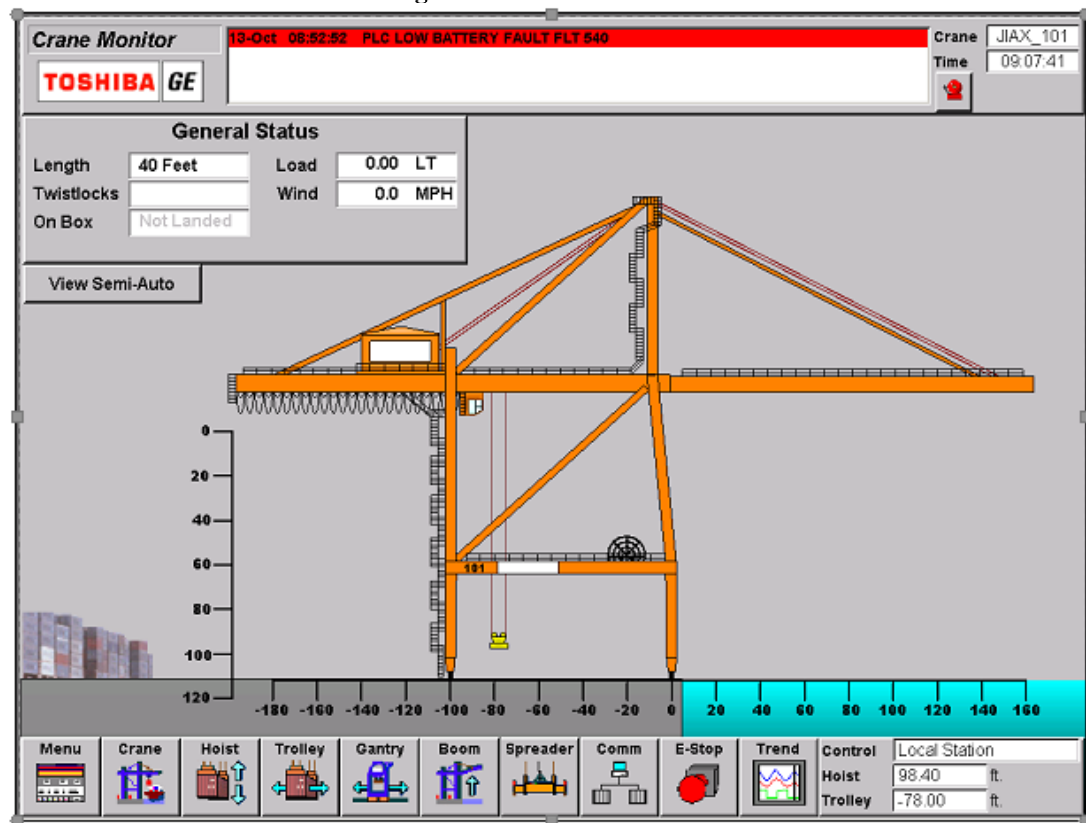 Crane Monitor
TOSHIBA GE
13-Oct 08:52:52 PLC LOW BATTERY FAULT FLT 540
Crane JIAX_101
Time 09:07:41
General Status
Length 40 Feet Load 0.00 LT
Twistlocks Wind 0.0 MPH
On Box Not Landed
View Semi-Auto
0
20
40
60
80
100
120
101
-180 -160 -140 -120 -100 -80 -60 -40 -20 0 20 40 60 80 100 120 140 160
Menu Crane Hoist Trolley Gantry Boom Spreader Comm E-Stop Trend
Control Local Station
Hoist 98.40 ft.
Trolley -78.00 ft.